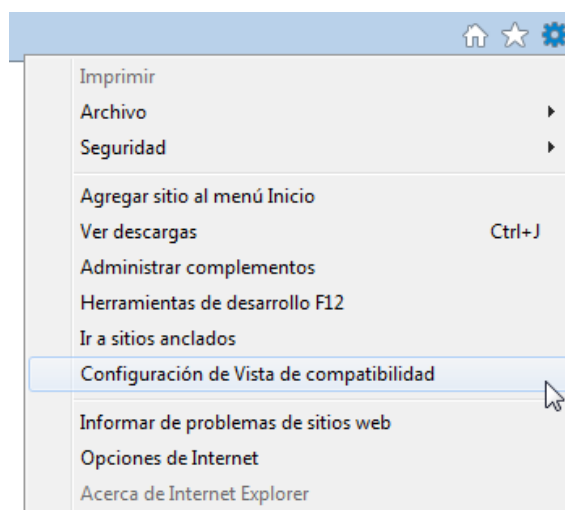 Imprimir
Archivo
Seguridad
Agregar sitio al menú Inicio
Ver descargas Ctrl+J
Administrar complementos
Herramientas de desarrollo F12
Ir a sitios anclados
Configuración de Vista de compatibilidad
Informar de problemas de sitios web
Opciones de Internet
Acerca de Internet Explorer